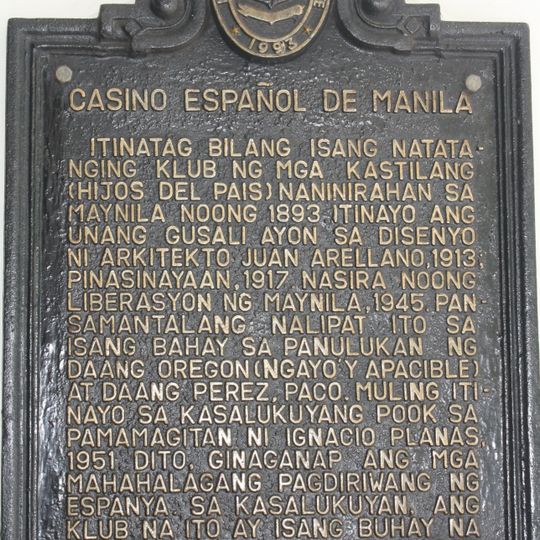 1993
CASINO ESPAÑOL DE MANILA
ITINATAG BILANG ISANG NATATA-
NGING KLUB NG MGA KASTILANG
(HIJOS DEL PAIS) NANINIRAHAN SA
MAYNILA NOONG 1893. ITINAYO ANG
UNANG GUSALI AYON SA DISENYO
NI ARKITEKTO JUAN ARELLANO, 1913;
PINASINAYAAN, 1917 NASIRA NOONG
LIBERASYON NG MAYNILA, 1945. PAN-
SAMANTALANG NALIPAT ITO SA
ISANG BAHAY SA PANULUKAN NG
DAANG OREGON (NGAYO'Y APACIBLE)
AT DAANG PEREZ, PACO. MULING ITI-
NAYO SA KASALUKUYANG POOK SA
PAMAMAGITAN NI IGNACIO PLANAS,
1951. DITO, GINAGANAP ANG MGA
MAHAHALAGANG PAGDIRIWANG NG
ESPANYA SA KASALUKUYAN. ANG
KLUB NA ITO AY ISANG BUHAY NA